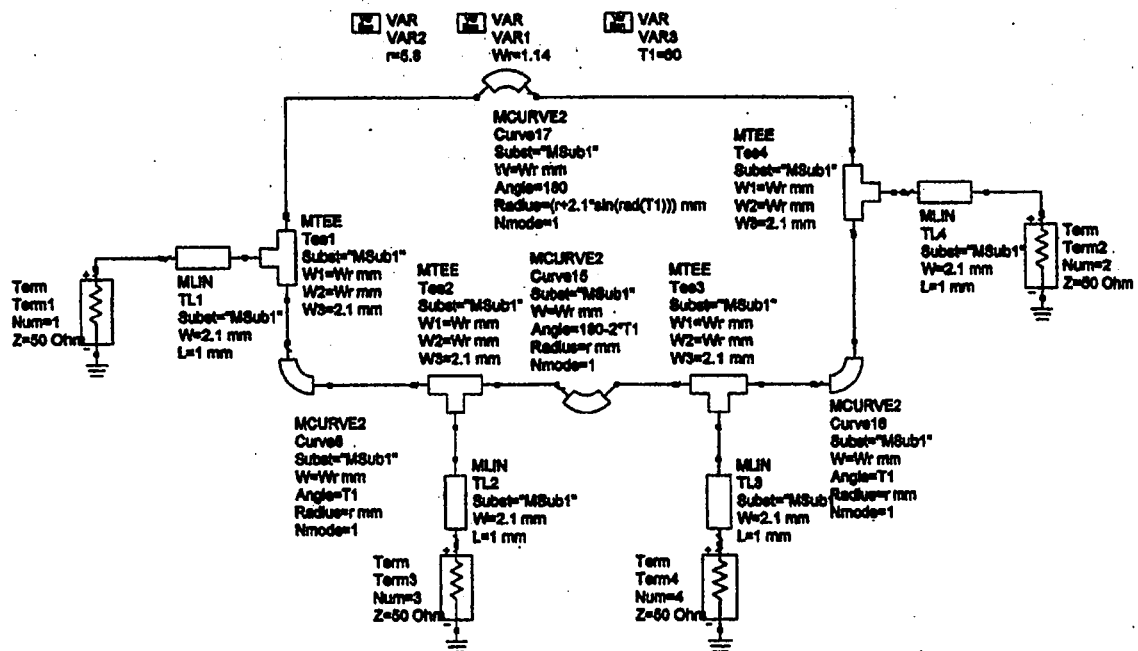 VAR
VAR2
r=5.8
VAR
VAR1
Wr=1.14
VAR
VAR3
T1=60
MCURVE2
Curve17
Subst="MSub1"
W=Wr mm
Angle=180
Radius=(r+2.1*sin(rad(T1))) mm
Nmode=1
MTEE
Tee4
Subst="MSub1"
W1=Wr mm
W2=Wr mm
W3=2.1 mm
MLIN
TL4
Subst="MSub1"
W=2.1 mm
L=1 mm
Term
Term2
Num=2
Z=50 Ohm
MTEE
Tee1
Subst="MSub1"
W1=Wr mm
W2=Wr mm
W3=2.1 mm
MLIN
TL1
Subst="MSub1"
W=2.1 mm
L=1 mm
Term
Term1
Num=1
Z=50 Ohm
MTEE
Tee2
Subst="MSub1"
W1=Wr mm
W2=Wr mm
W3=2.1 mm
MCURVE2
Curve15
Subst="MSub1"
W=Wr mm
Angle=180-2*T1
Radius=r mm
Nmode=1
MTEE
Tee3
Subst="MSub1"
W1=Wr mm
W2=Wr mm
W3=2.1 mm
MCURVE2
Subst="MSub1"
W=Wr mm
Angle=T1
Radius=r mm
Nmode=1
MLIN
TL2
Subst="MSub1"
W=2.1 mm
L=1 mm
MLIN
TL3
Subst="MSub1"
W=2.1 mm
L=1 mm
MCURVE2
Curve16
Subst="MSub1"
W=Wr mm
Angle=T1
Radius=r mm
Nmode=1
Term
Term3
Num=3
Z=50 Ohm
Term
Term4
Num=4
Z=50 Ohm